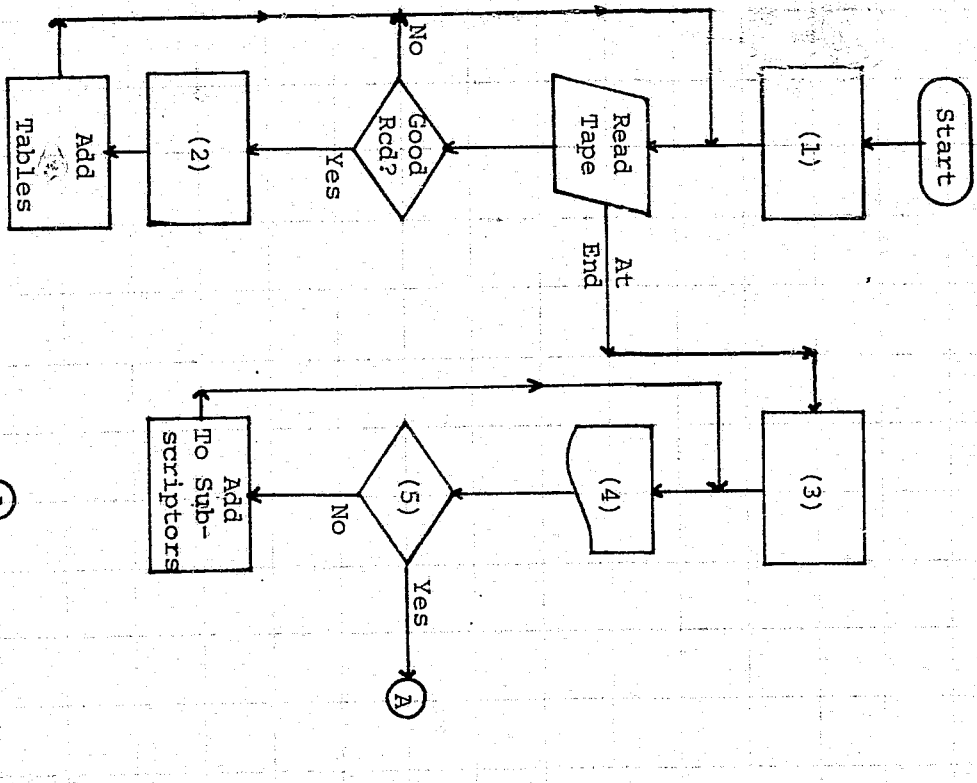 Start
(1)
Read
Tape
At
End
Good
Rcd?
No
Yes
(2)
Add
Tables
(3)
(4)
(5)
No
Yes
Add
To Sub-
scriptors
A